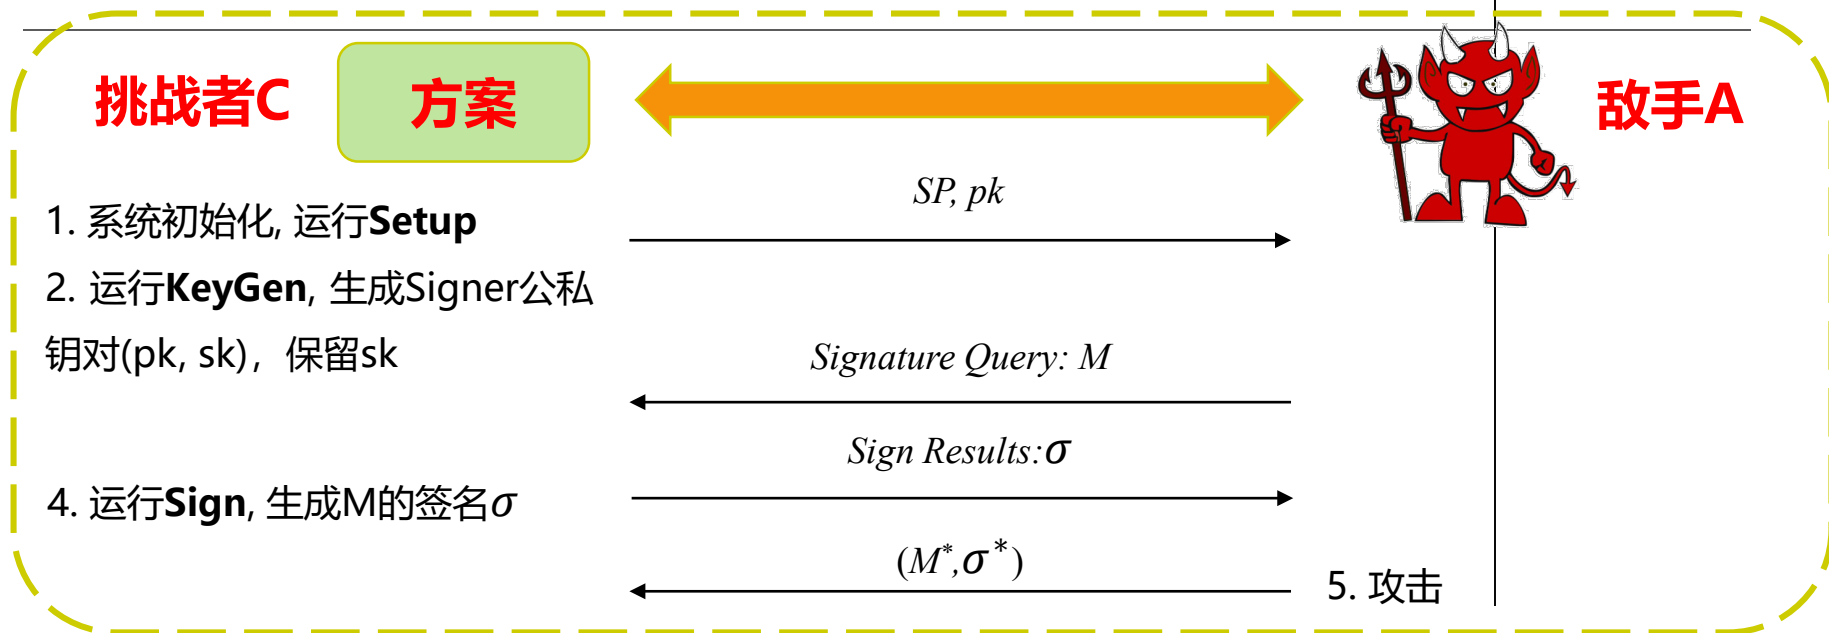 挑战者C
方案
敌手A
SP, pk
1. 系统初始化, 运行Setup
2. 运行KeyGen, 生成Signer公私
钥对(pk, sk)，保留sk
Signature Query: M
Sign Results:σ
4. 运行Sign, 生成M的签名σ
(M*,σ*)
5. 攻击